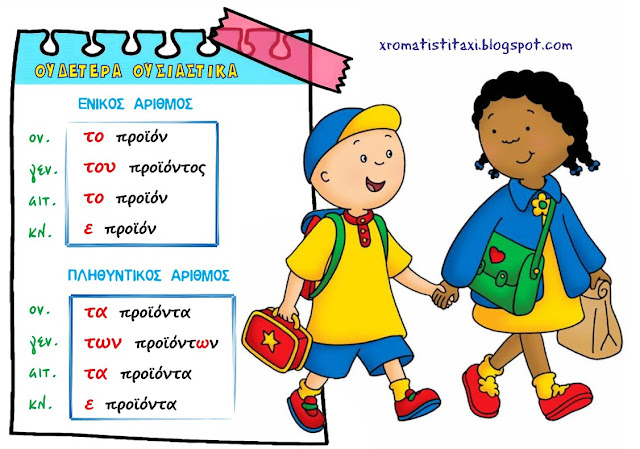 xromatistitaxi.blogspot.com
ΟΥΔΕΤΕΡΑ ΟΥΣΙΑΣΤΙΚΑ
ΕΝΙΚΟΣ ΑΡΙΘΜΟΣ
ον. το προϊόν
γεν. του προϊόντος
αιτ. το προϊόν
κλ. ε προϊόν
ΠΛΗΘΥΝΤΙΚΟΣ ΑΡΙΘΜΟΣ
ον. τα προϊόντα
γεν. των προϊόντων
αιτ. τα προϊόντα
κλ. ε προϊόντα